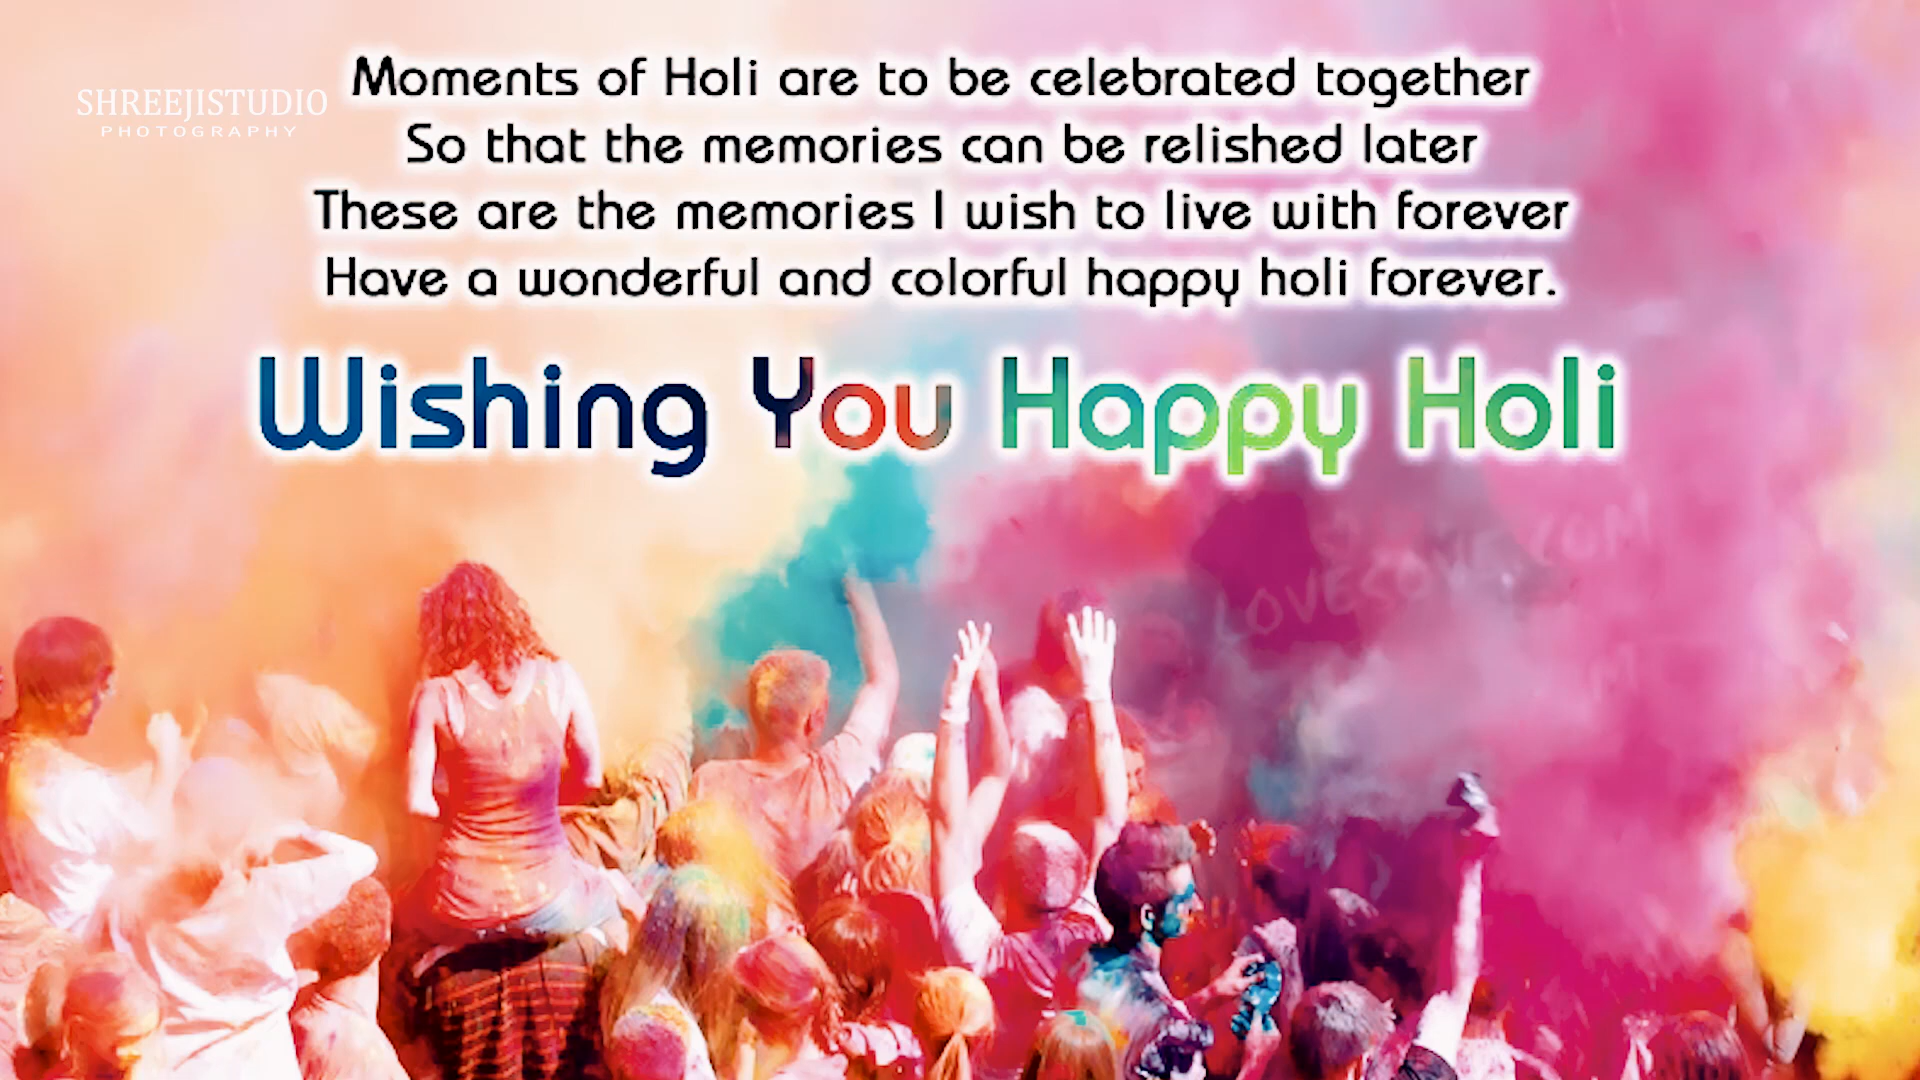 SHREEJISTUDIO
PHOTOGRAPHY
Moments of Holi are to be celebrated together
So that the memories can be relished later
These are the memories I wish to live with forever
Have a wonderful and colorful happy holi forever.
Wishing You Happy Holi
LOVESOVE.COM